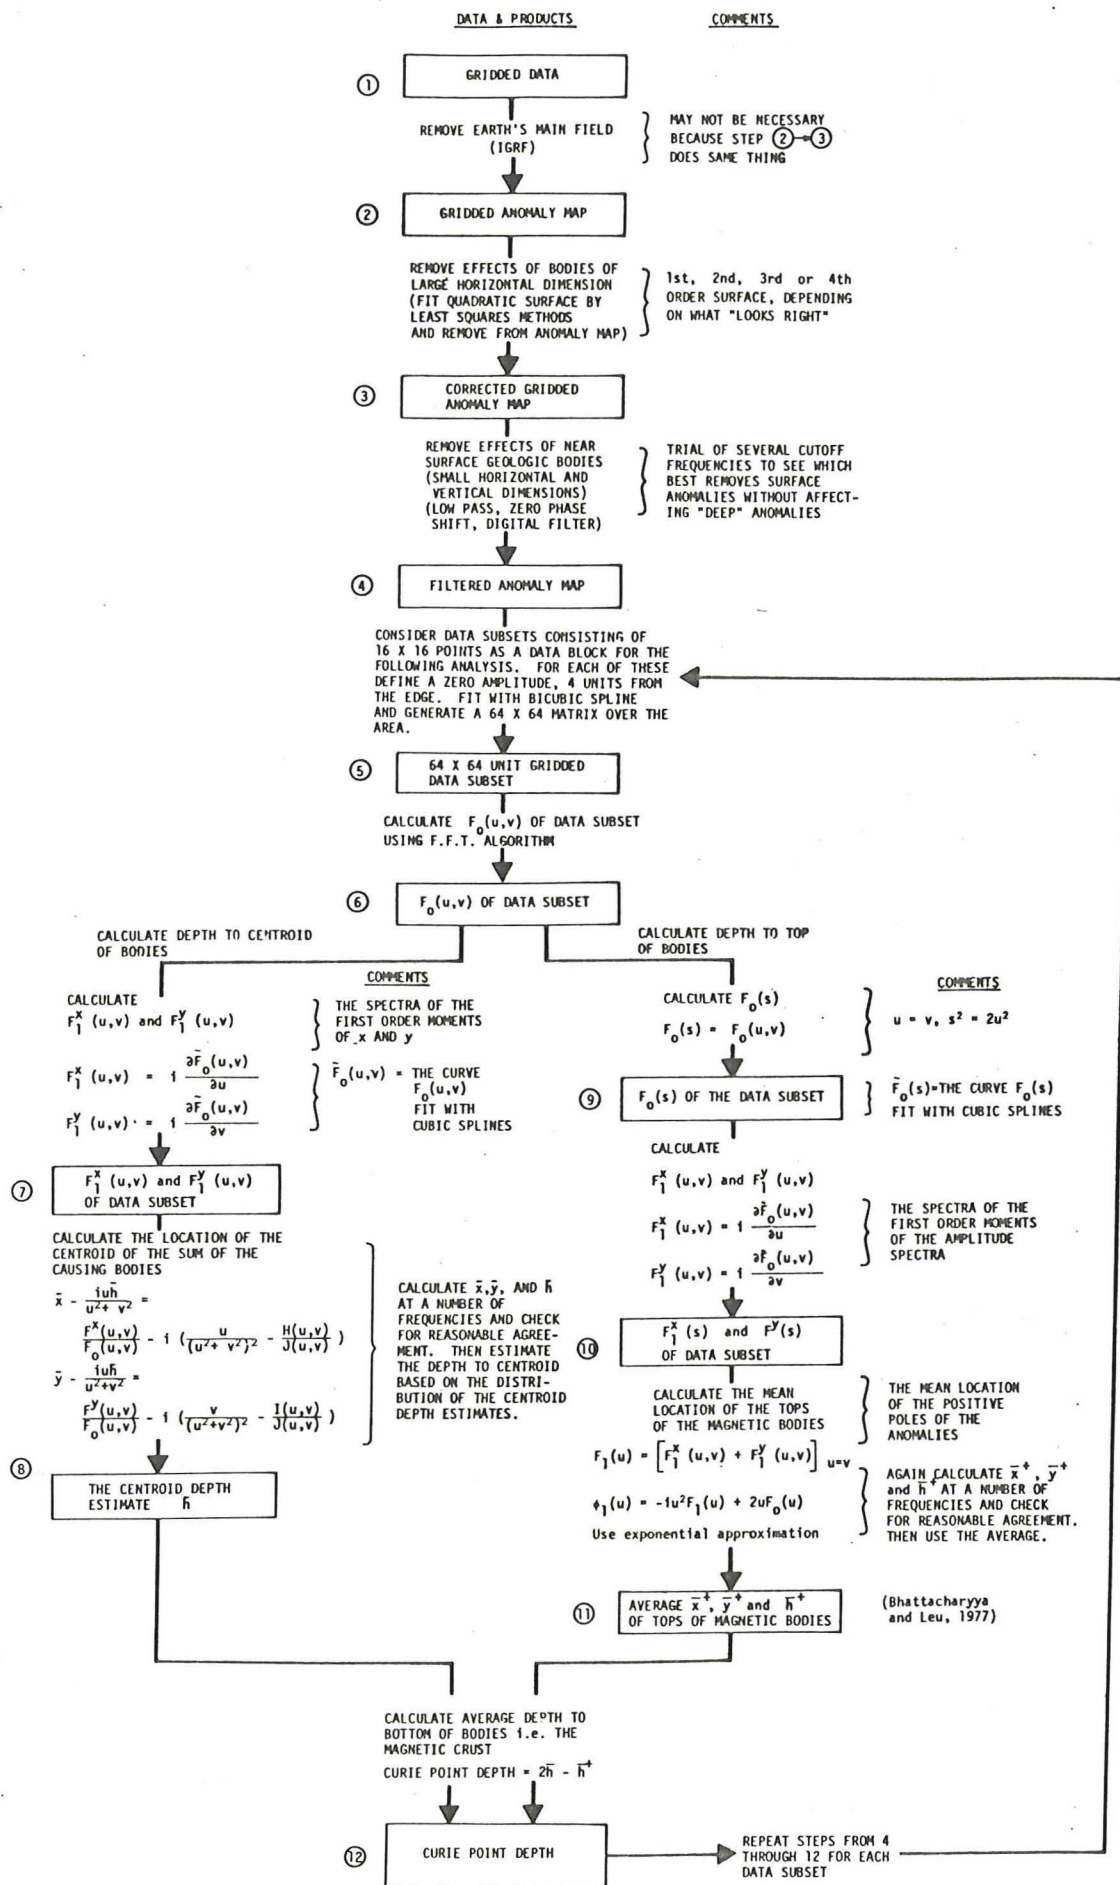 DATA & PRODUCTS
COMMENTS
①
GRIDDED DATA
REMOVE EARTH'S MAIN FIELD
(IGRF)
MAY NOT BE NECESSARY
BECAUSE STEP ②→③
DOES SAME THING
②
GRIDDED ANOMALY MAP
REMOVE EFFECTS OF BODIES OF
LARGE HORIZONTAL DIMENSION
(FIT QUADRATIC SURFACE BY
LEAST SQUARES METHODS
AND REMOVE FROM ANOMALY MAP)
1st, 2nd, 3rd or 4th
ORDER SURFACE, DEPENDING
ON WHAT "LOOKS RIGHT"
③
CORRECTED GRIDDED
ANOMALY MAP
REMOVE EFFECTS OF NEAR
SURFACE GEOLOGIC BODIES
(SMALL HORIZONTAL AND
VERTICAL DIMENSIONS)
(LOW PASS, ZERO PHASE
SHIFT, DIGITAL FILTER)
TRIAL OF SEVERAL CUTOFF
FREQUENCIES TO SEE WHICH
BEST REMOVES SURFACE
ANOMALIES WITHOUT AFFECT-
ING "DEEP" ANOMALIES
④
FILTERED ANOMALY MAP
CONSIDER DATA SUBSETS CONSISTING OF
16 X 16 POINTS AS A DATA BLOCK FOR THE
FOLLOWING ANALYSIS. FOR EACH OF THESE
DEFINE A ZERO AMPLITUDE, 4 UNITS FROM
THE EDGE. FIT WITH BICUBIC SPLINE
AND GENERATE A 64 X 64 MATRIX OVER THE
AREA.
⑤
64 X 64 UNIT GRIDDED
DATA SUBSET
CALCULATE F₀(u,v) OF DATA SUBSET
USING F.F.T. ALGORITHM
⑥
F₀(u,v) OF DATA SUBSET
CALCULATE DEPTH TO CENTROID
OF BODIES
CALCULATE DEPTH TO TOP
OF BODIES
COMMENTS
CALCULATE
F₁ˣ (u,v) and F₁ʸ (u,v)
THE SPECTRA OF THE
FIRST ORDER MOMENTS
OF x AND y
F₁ˣ (u,v) = i ∂F̄₀(u,v)/∂u
F₁ʸ (u,v) = i ∂F̄₀(u,v)/∂v
F̄₀(u,v) = THE CURVE
F₀(u,v)
FIT WITH
CUBIC SPLINES
⑦
F₁ˣ (u,v) and F₁ʸ (u,v)
OF DATA SUBSET
CALCULATE THE LOCATION OF THE
CENTROID OF THE SUM OF THE
CAUSING BODIES
x̄ - iuh̄/(u²+ v²) =
Fˣ(u,v)/F₀(u,v) - i (u/(u²+ v²)² - H(u,v)/J(u,v))
ȳ - iuh̄/(u²+v²) =
Fʸ(u,v)/F₀(u,v) - i (v/(u²+v²)² - I(u,v)/J(u,v))
CALCULATE x̄,ȳ, AND h̄
AT A NUMBER OF
FREQUENCIES AND CHECK
FOR REASONABLE AGREE-
MENT. THEN ESTIMATE
THE DEPTH TO CENTROID
BASED ON THE DISTRI-
BUTION OF THE CENTROID
DEPTH ESTIMATES.
⑧
THE CENTROID DEPTH
ESTIMATE h̄
COMMENTS
CALCULATE F₀(s)
F₀(s) = F₀(u,v)
u = v, s² = 2u²
⑨
F₀(s) OF THE DATA SUBSET
F̄₀(s)=THE CURVE F₀(s)
FIT WITH CUBIC SPLINES
CALCULATE
F₁ˣ (u,v) and F₁ʸ (u,v)
F₁ˣ (u,v) = i ∂F̄₀(u,v)/∂u
F₁ʸ (u,v) = i ∂F̄₀(u,v)/∂v
THE SPECTRA OF THE
FIRST ORDER MOMENTS
OF THE AMPLITUDE
SPECTRA
⑩
F₁ˣ (s) and Fʸ(s)
OF DATA SUBSET
CALCULATE THE MEAN
LOCATION OF THE TOPS
OF THE MAGNETIC BODIES
THE MEAN LOCATION
OF THE POSITIVE
POLES OF THE
ANOMALIES
F₁(u) = [F₁ˣ (u,v) + F₁ʸ (u,v)] u=v
ϕ₁(u) = -iu²F₁(u) + 2uF₀(u)
Use exponential approximation
AGAIN CALCULATE x̄⁺, ȳ⁺
and h̄⁺ AT A NUMBER OF
FREQUENCIES AND CHECK
FOR REASONABLE AGREEMENT.
THEN USE THE AVERAGE.
⑪
AVERAGE x̄⁺, ȳ⁺ and h̄⁺
OF TOPS OF MAGNETIC BODIES
(Bhattacharyya
and Leu, 1977)
CALCULATE AVERAGE DEPTH TO
BOTTOM OF BODIES i.e. THE
MAGNETIC CRUST
CURIE POINT DEPTH = 2h̄ - h̄⁺
⑫
CURIE POINT DEPTH
REPEAT STEPS FROM 4
THROUGH 12 FOR EACH
DATA SUBSET